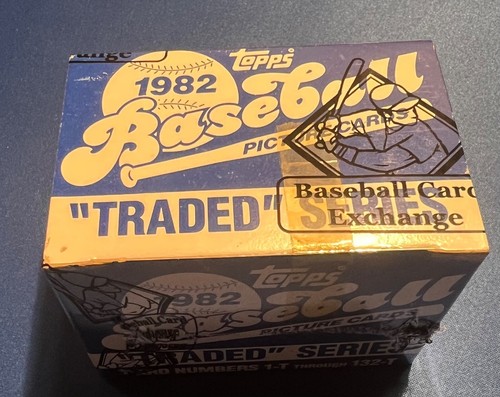 ange
Topps
1982
Baseball
PICTURE CARDS
"TRADED" SERIES
Baseball Card
Exchange
Topps
1982
Baseball
PICTURE CARDS
"TRADED" SERIES
CARD NUMBERS 1-T THROUGH 132-T